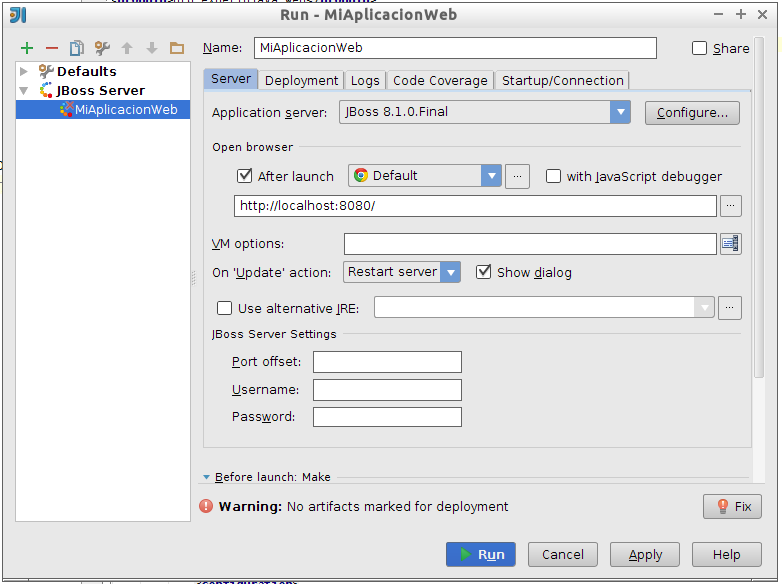 Run - MiAplicacionWeb
Name: MiAplicacionWeb Share
Defaults
JBoss Server
MiAplicacionWeb
Server Deployment Logs Code Coverage Startup/Connection
Application server: JBoss 8.1.0.Final Configure...
Open browser
After launch Default ... with JavaScript debugger
http://localhost:8080/ ...
VM options:
On 'Update' action: Restart server Show dialog
Use alternative JRE: ...
JBoss Server Settings
Port offset:
Username:
Password:
Before launch: Make
Warning: No artifacts marked for deployment Fix
Run Cancel Apply Help